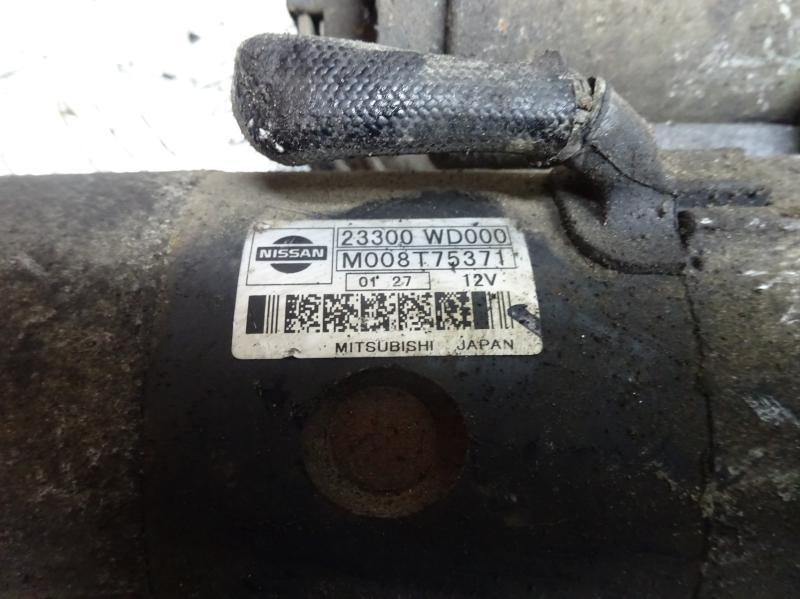 NISSAN
23300 WD000
M008T75371
01 27 12V
MITSUBISHI JAPAN